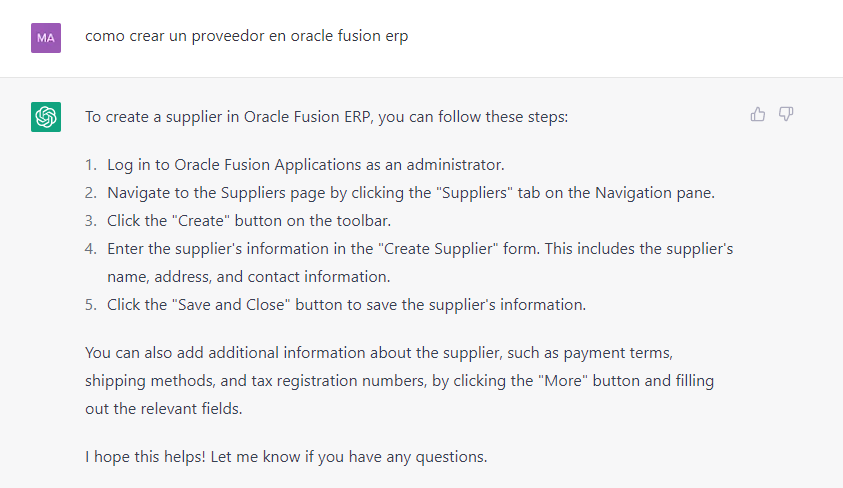 MA
como crear un proveedor en oracle fusion erp
To create a supplier in Oracle Fusion ERP, you can follow these steps:
1. Log in to Oracle Fusion Applications as an administrator.
2. Navigate to the Suppliers page by clicking the "Suppliers" tab on the Navigation pane.
3. Click the "Create" button on the toolbar.
4. Enter the supplier's information in the "Create Supplier" form. This includes the supplier's
name, address, and contact information.
5. Click the "Save and Close" button to save the supplier's information.
You can also add additional information about the supplier, such as payment terms,
shipping methods, and tax registration numbers, by clicking the "More" button and filling
out the relevant fields.
I hope this helps! Let me know if you have any questions.